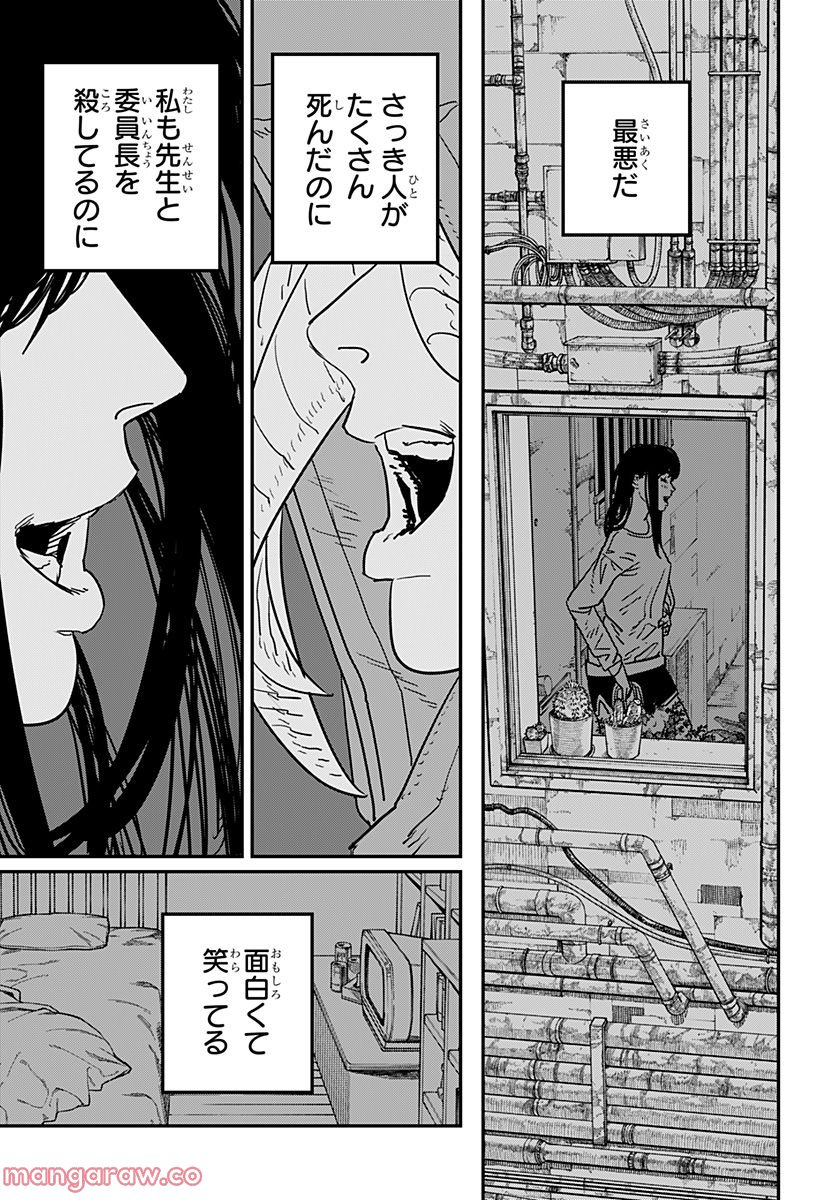 最悪だ
さっき人が
たくさん
死んだのに
私も先生と
委員長を
殺してるのに
面白くて
笑ってる
mangaraw.co